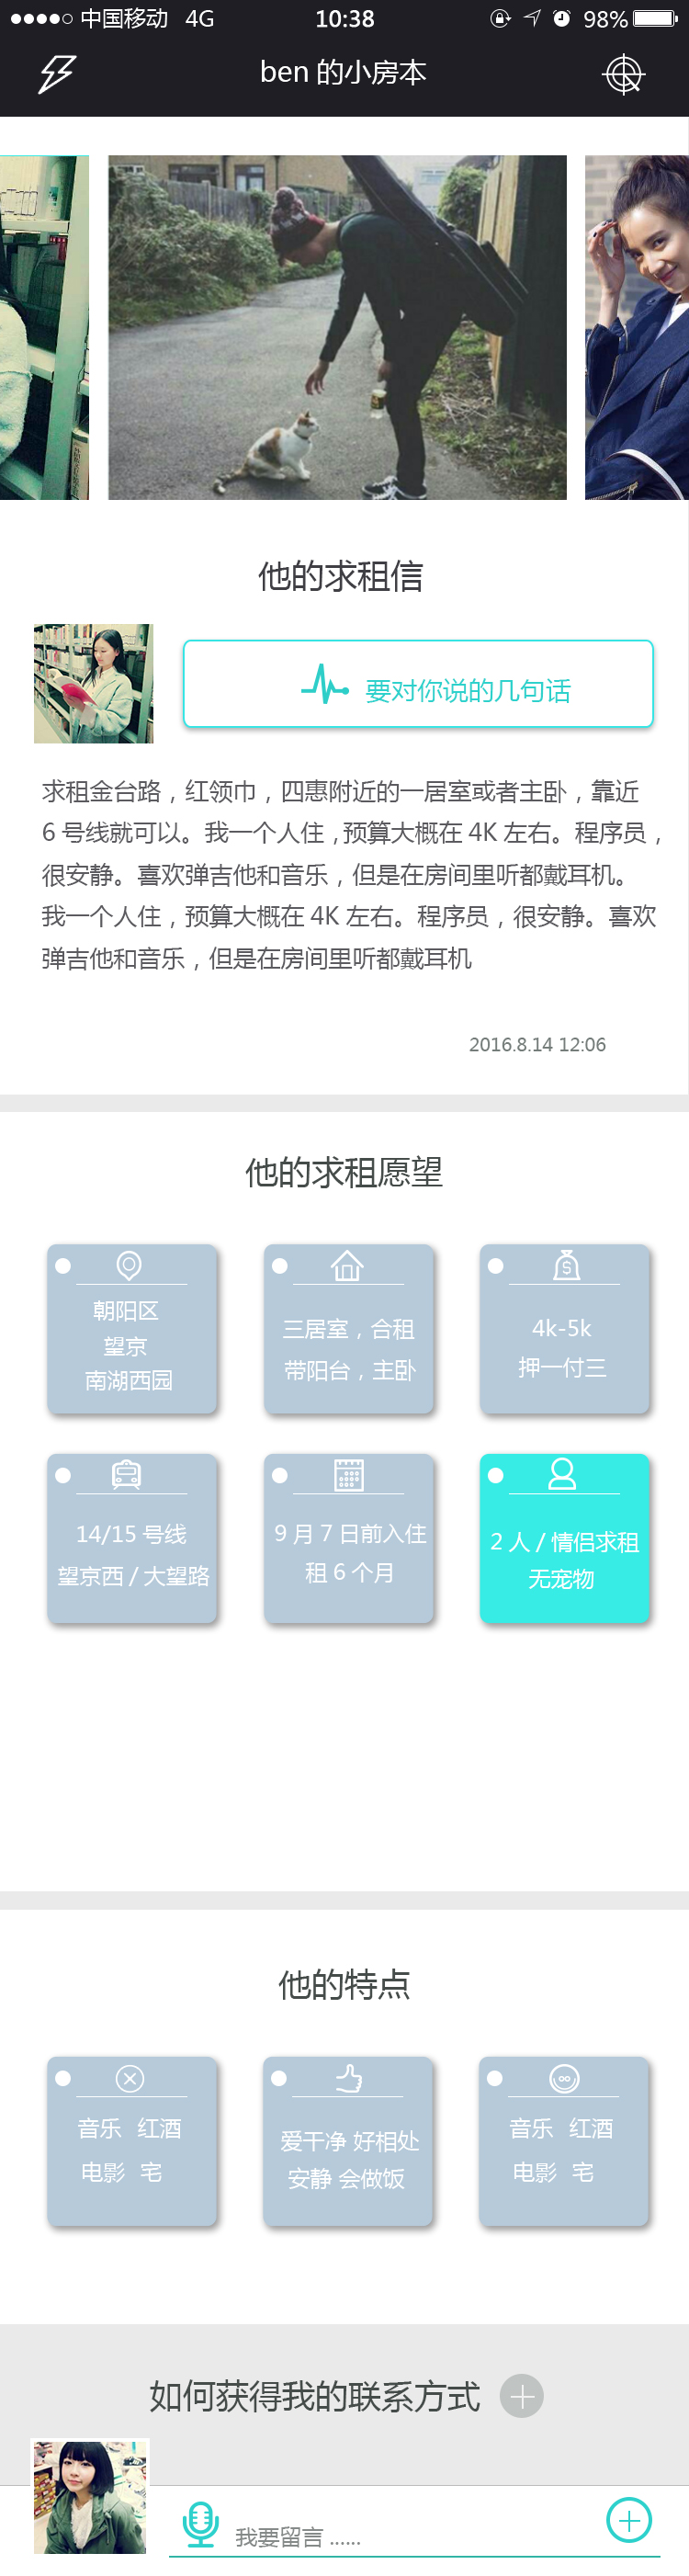 中国移动 4G 10:38 98%
ben 的小房本
他的求租信
要对你说的几句话
求租金台路，红领巾，四惠附近的一居室或者主卧，靠近
6 号线就可以。我一个人住，预算大概在 4K 左右。程序员，
很安静。喜欢弹吉他和音乐，但是在房间里听都戴耳机。
我一个人住，预算大概在 4K 左右。程序员，很安静。喜欢
弹吉他和音乐，但是在房间里听都戴耳机
2016.8.14 12:06
他的求租愿望
朝阳区
望京
南湖西园
三居室，合租
带阳台，主卧
4k-5k
押一付三
14/15 号线
望京西 / 大望路
9 月 7 日前入住
租 6 个月
2 人 / 情侣求租
无宠物
他的特点
音乐 红酒
电影 宅
爱干净 好相处
安静 会做饭
音乐 红酒
电影 宅
如何获得我的联系方式
我要留言 ......